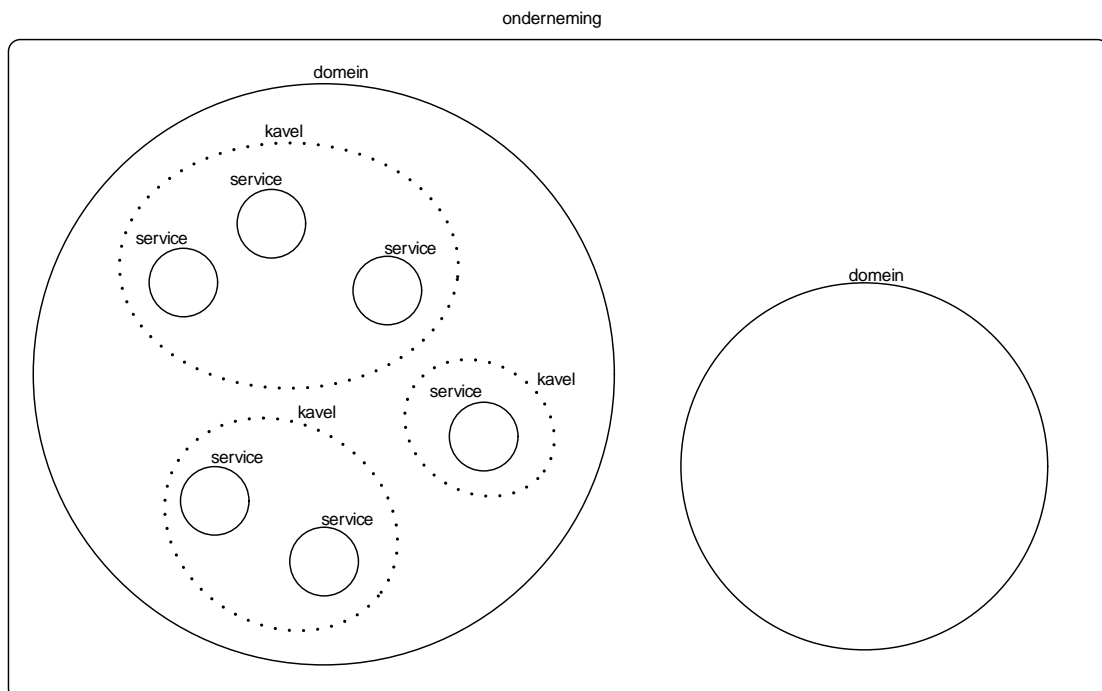 onderneming
domein
kavel
service
service
service
domein
kavel
service
kavel
service
service